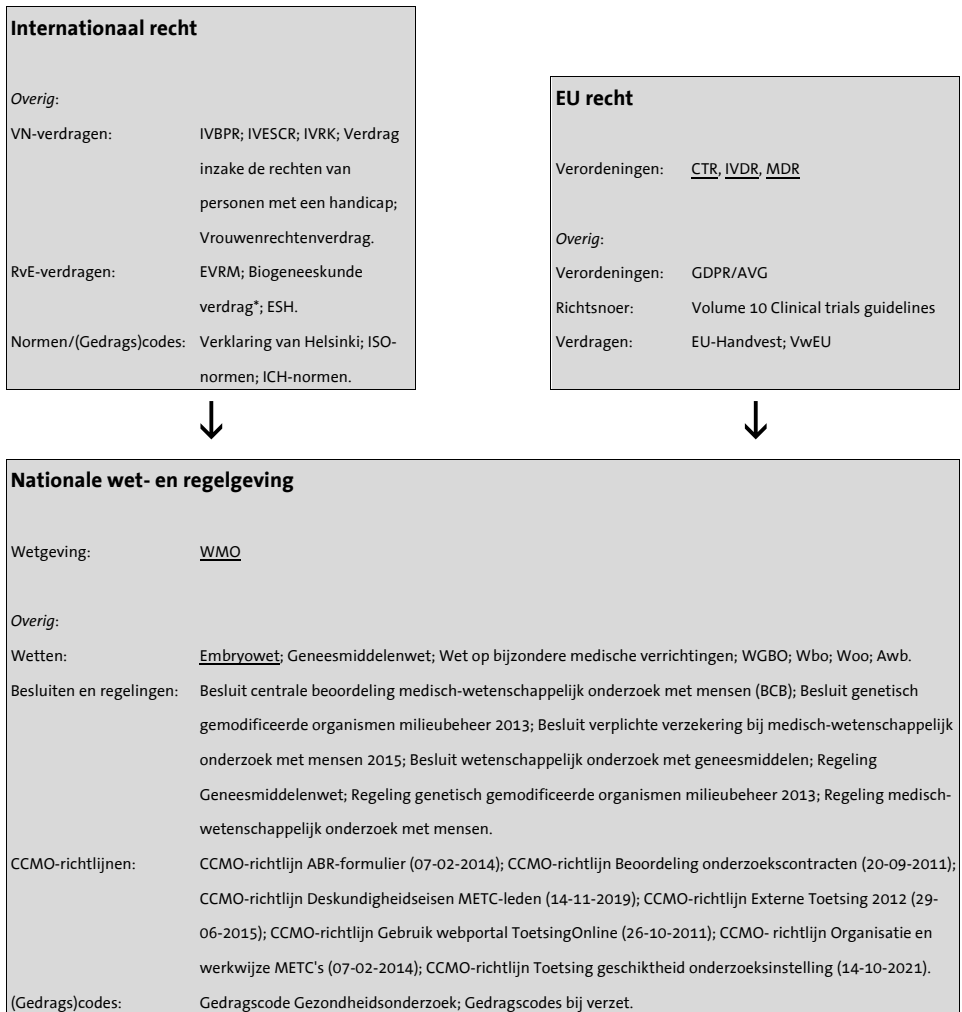 Internationaal recht
Overig:
VN-verdragen: IVBPR; IVESCR; IVRK; Verdrag
inzake de rechten van
personen met een handicap;
Vrouwenrechtenverdrag.
RvE-verdragen: EVRM; Biogeneeskunde
verdrag*; ESH.
Normen/(Gedrags)codes: Verklaring van Helsinki; ISO-
normen; ICH-normen.
EU recht
Verordeningen: CTR, IVDR, MDR
Overig:
Verordeningen: GDPR/AVG
Richtsnoer: Volume 10 Clinical trials guidelines
Verdragen: EU-Handvest; VwEU
↓ ↓
Nationale wet- en regelgeving
Wetgeving: WMO
Overig:
Wetten: Embryowet; Geneesmiddelenwet; Wet op bijzondere medische verrichtingen; WGBO; Wbo; Woo; Awb.
Besluiten en regelingen: Besluit centrale beoordeling medisch-wetenschappelijk onderzoek met mensen (BCB); Besluit genetisch
gemodificeerde organismen milieubeheer 2013; Besluit verplichte verzekering bij medisch-wetenschappelijk
onderzoek met mensen 2015; Besluit wetenschappelijk onderzoek met geneesmiddelen; Regeling
Geneesmiddelenwet; Regeling genetisch gemodificeerde organismen milieubeheer 2013; Regeling medisch-
wetenschappelijk onderzoek met mensen.
CCMO-richtlijnen: CCMO-richtlijn ABR-formulier (07-02-2014); CCMO-richtlijn Beoordeling onderzoekscontracten (20-09-2011);
CCMO-richtlijn Deskundigheidseisen METC-leden (14-11-2019); CCMO-richtlijn Externe Toetsing 2012 (29-
06-2015); CCMO-richtlijn Gebruik webportal ToetsingOnline (26-10-2011); CCMO- richtlijn Organisatie en
werkwijze METC's (07-02-2014); CCMO-richtlijn Toetsing geschiktheid onderzoeksinstelling (14-10-2021).
(Gedrags)codes: Gedragscode Gezondheidsonderzoek; Gedragscodes bij verzet.